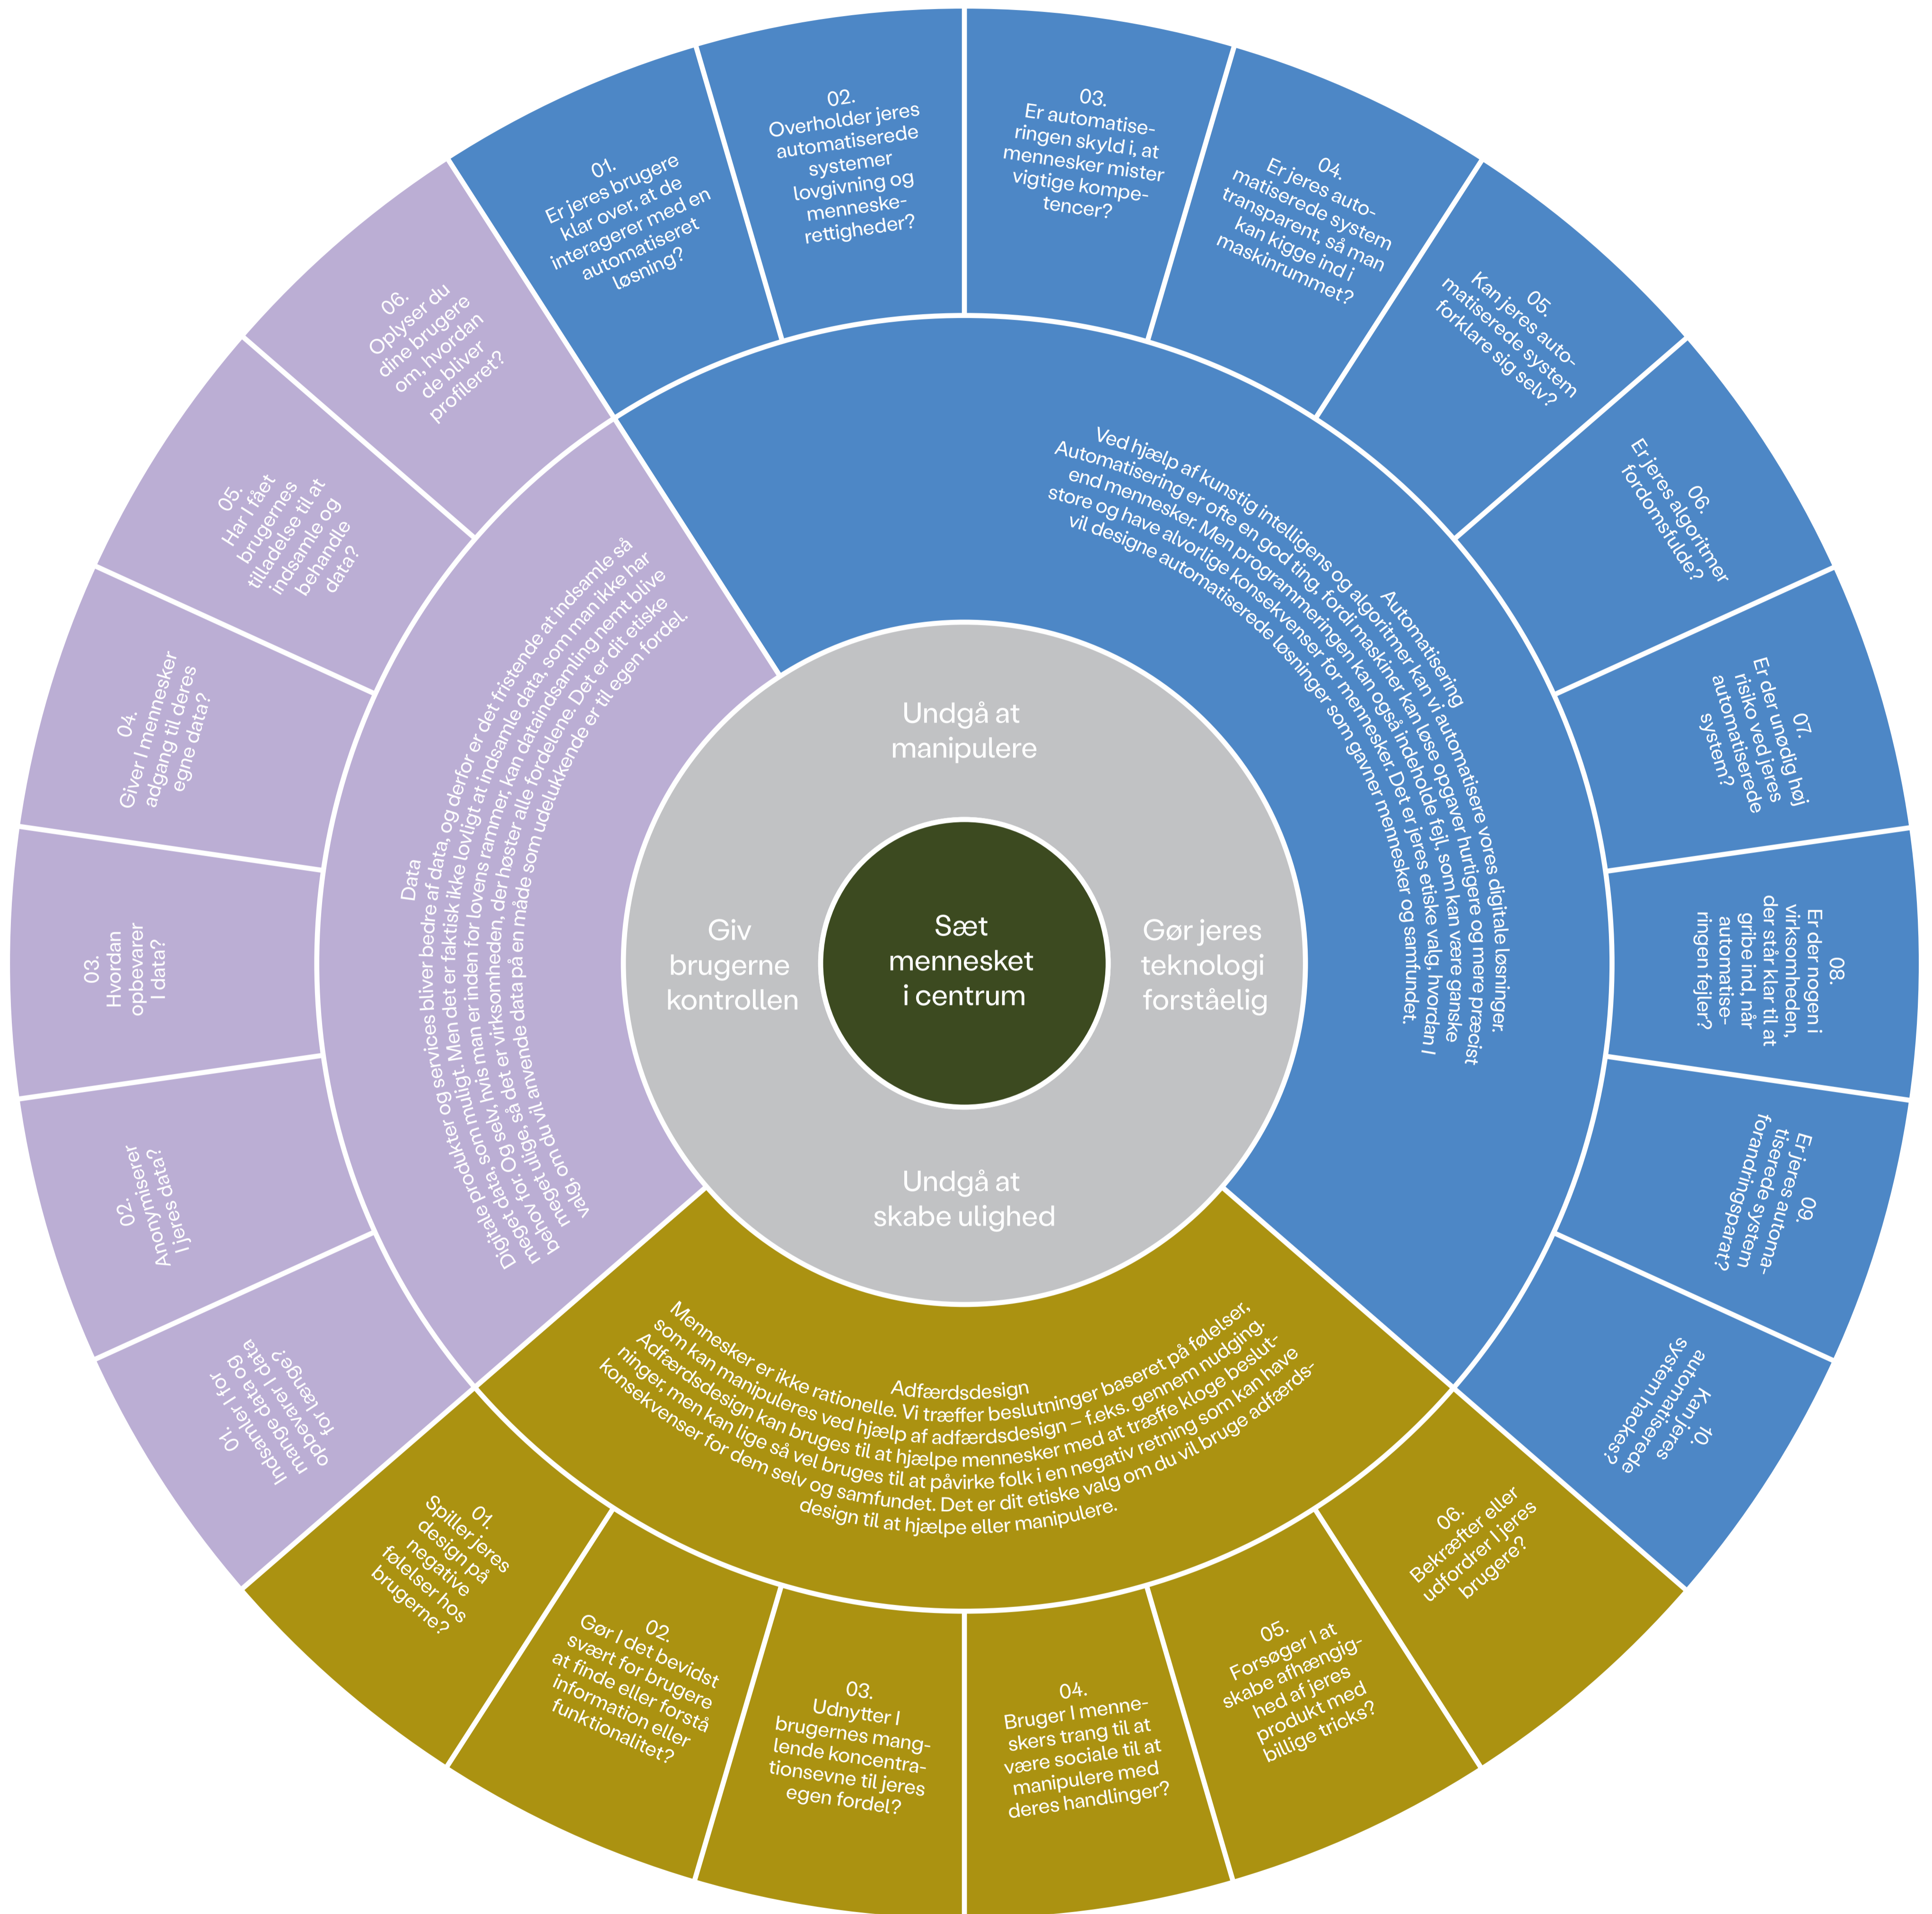 Sæt
mennesket
i centrum
Undgå at
manipulere
Gør jeres
teknologi
forståelig
Undgå at
skabe ulighed
Giv
brugerne
kontrollen
Automatisering
Ved hjælp af kunstig intelligens og algoritmer kan vi automatisere vores digitale løsninger.
Automatisering er ofte en god ting, fordi maskiner kan løse opgaver hurtigere og mere præcist
end mennesker. Men programmeringen kan også indeholde fejl, som kan være ganske
store og have alvorlige konsekvenser for mennesker. Det er jeres etiske valg, hvordan I
vil designe automatiserede løsninger som gavner mennesker og samfundet.
01.
Er jeres brugere
klar over, at de
interagerer med en
automatiseret
løsning?
02.
Overholder jeres
automatiserede
systemer
lovgivning og
menneske-
rettigheder?
03.
Er automatise-
ringen skyld i, at
mennesker mister
vigtige kompe-
tencer?
04.
Er jeres auto-
matiserede system
transparent, så man
kan kigge ind i
maskinrummet?
05.
Kan jeres auto-
matiserede system
forklare sig selv?
06.
Er jeres algoritmer
fordomsfulde?
07.
Er der unødig høj
risiko ved jeres
automatiserede
system?
08.
Er der nogen i
virksomheden,
der står klar til at
gribe ind, når
automatise-
ringen fejler?
09.
Er jeres automa-
tiserede system
forandringsparat?
10.
Kan jeres
automatiserede
system hackes?
Adfærdsdesign
Mennesker er ikke rationelle. Vi træffer beslutninger baseret på følelser,
som kan manipuleres ved hjælp af adfærdsdesign – f.eks. gennem nudging.
Adfærdsdesign kan bruges til at hjælpe mennesker med at træffe kloge beslut-
ninger, men kan lige så vel bruges til at påvirke folk i en negativ retning som kan have
konsekvenser for dem selv og samfundet. Det er dit etiske valg om du vil bruge adfærds-
design til at hjælpe eller manipulere.
01.
Spiller jeres
design på
negative
følelser hos
brugerne?
02.
Gør I det bevidst
svært for brugere
at finde eller forstå
information eller
funktionalitet?
03.
Udnytter I
brugernes mang-
lende koncentra-
tionsevne til jeres
egen fordel?
04.
Bruger I menne-
skers trang til at
være sociale til at
manipulere med
deres handlinger?
05.
Forsøger I at
skabe afhængig-
hed af jeres
produkt med
billige tricks?
06.
Bekræfter eller
udfordrer I jeres
brugere?
Data
Digitale produkter og services bliver bedre af data, og derfor er det fristende at indsamle så
meget data, som muligt. Men det er faktisk ikke lovligt at indsamle data, som man ikke har
behov for. Og selv, hvis man er inden for lovens rammer, kan dataindsamling nemt blive
meget ulige, så det er virksomheden, der høster alle fordelene. Det er dit etiske
valg, om du vil anvende data på en måde som udelukkende er til egen fordel.
01.
Indsamler I for
mange data og
opbevarer I data
for længe?
02.
Anonymiserer
I jeres data?
03.
Hvordan
opbevarer
I data?
04.
Giver I mennesker
adgang til deres
egne data?
05.
Har I fået
brugernes
tilladelse til at
indsamle og
behandle
data?
06.
Oplyser du
dine brugere
om, hvordan
de bliver
profileret?